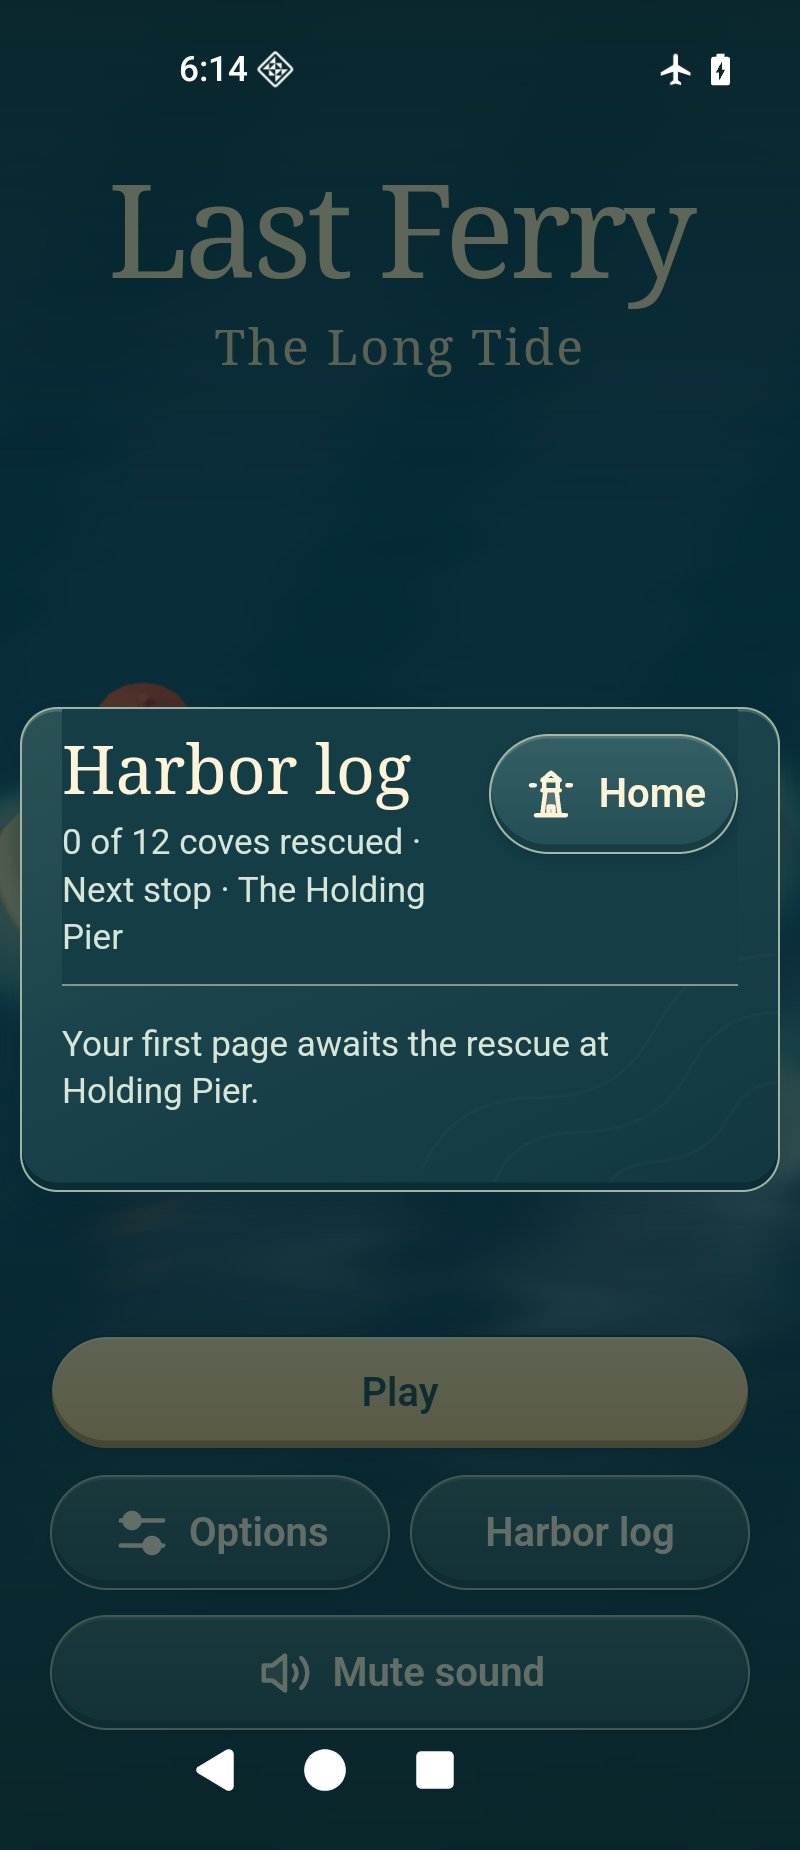 6:14
Last Ferry
The Long Tide
Harbor log
Home
0 of 12 coves rescued ·
Next stop · The Holding
Pier
Your first page awaits the rescue at
Holding Pier.
Play
Options
Harbor log
Mute sound